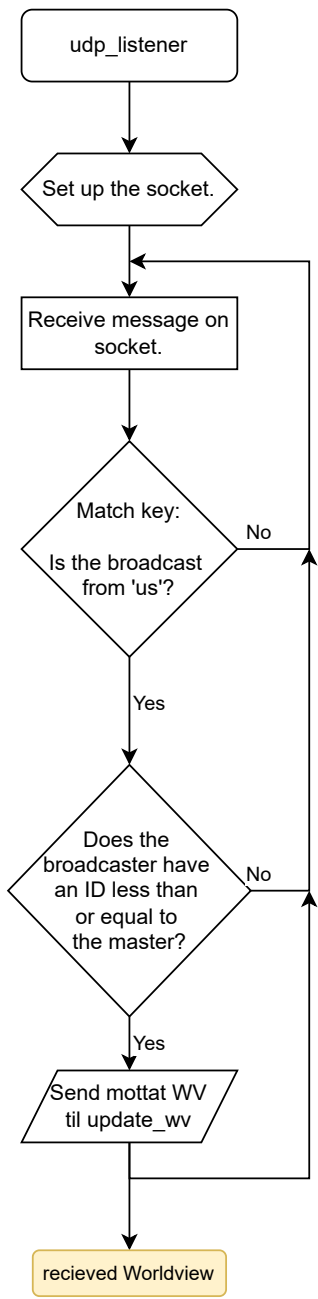 udp_listener
Set up the socket.
Receive message on
socket.
Match key:
Is the broadcast
from 'us'?
No
Yes
Does the
broadcaster have
an ID less than
or equal to
the master?
No
Yes
Send mottat WV
til update_wv
recieved Worldview